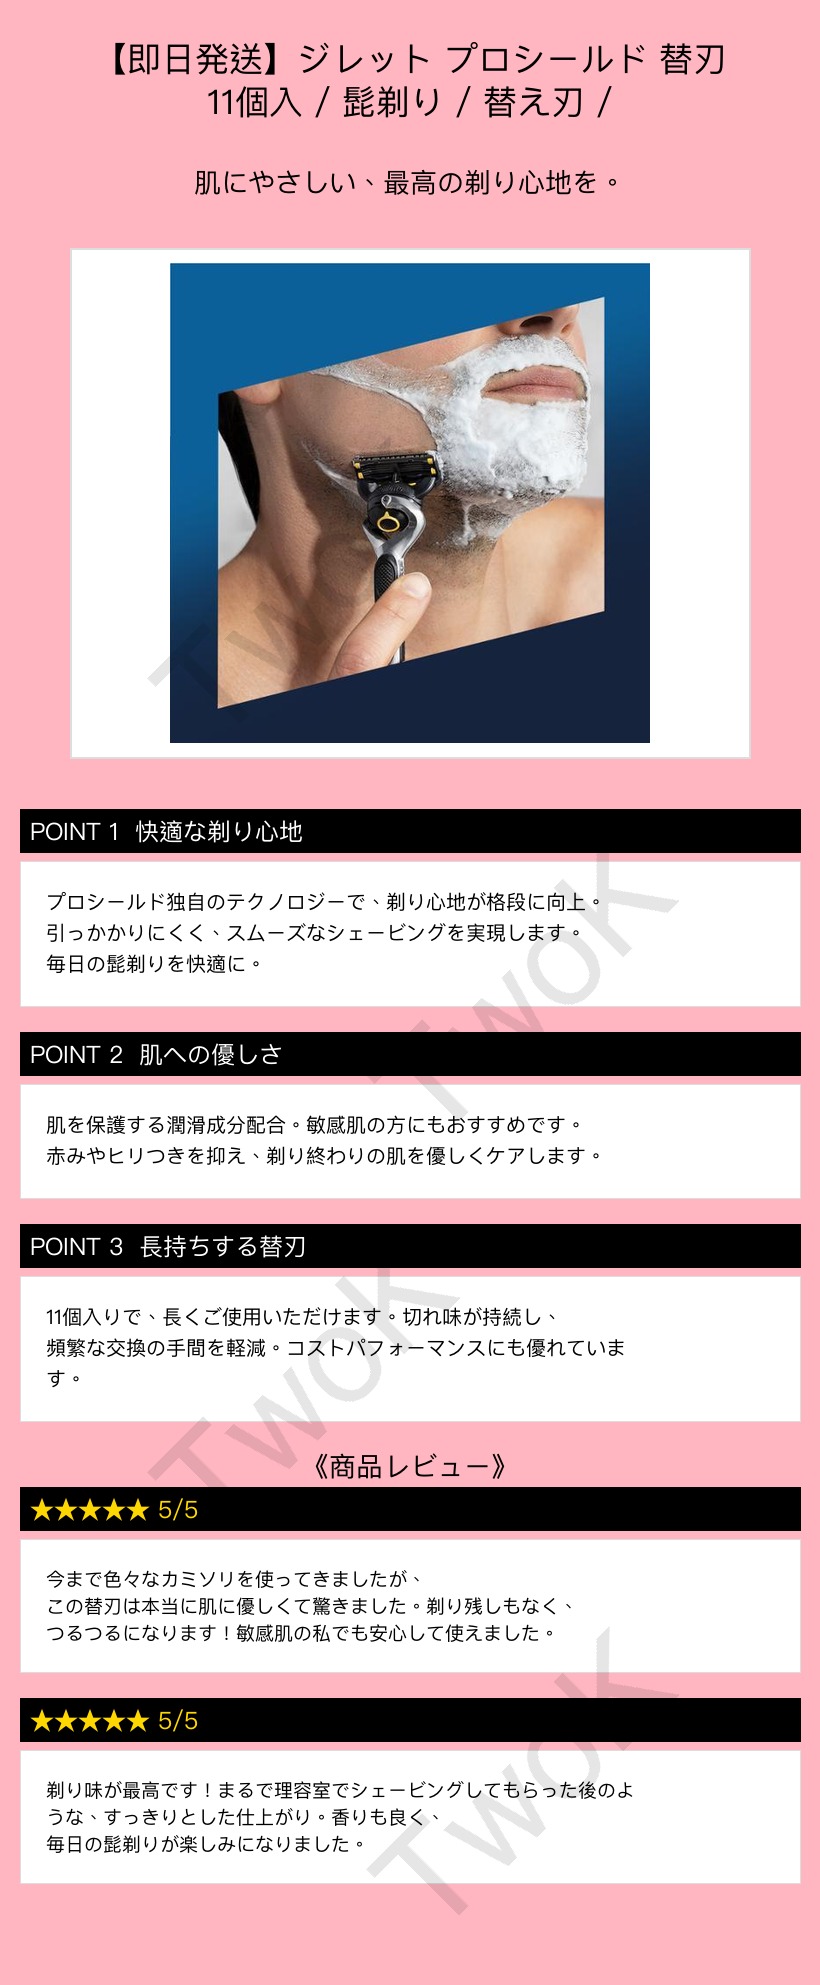 【即日発送】ジレット プロシールド 替刃
11個入 / 髭剃り / 替え刃 /
肌にやさしい、最高の剃り心地を。
POINT 1 快適な剃り心地
プロシールド独自のテクノロジーで、剃り心地が格段に向上。
引っかかりにくく、スムーズなシェービングを実現します。
毎日の髭剃りを快適に。
POINT 2 肌への優しさ
肌を保護する潤滑成分配合。敏感肌の方にもおすすめです。
赤みやヒリつきを抑え、剃り終わりの肌を優しくケアします。
POINT 3 長持ちする替刃
11個入りで、長くご使用いただけます。切れ味が持続し、
頻繁な交換の手間を軽減。コストパフォーマンスにも優れていま
す。
《商品レビュー》
★★★★★ 5/5
今まで色々なカミソリを使ってきましたが、
この替刃は本当に肌に優しくて驚きました。剃り残しもなく、
つるつるになります！敏感肌の私でも安心して使えました。
★★★★★ 5/5
剃り味が最高です！まるで理容室でシェービングしてもらった後のよ
うな、すっきりとした仕上がり。香りも良く、
毎日の髭剃りが楽しみになりました。
TwoK
TwoK
TwoK
TwoK